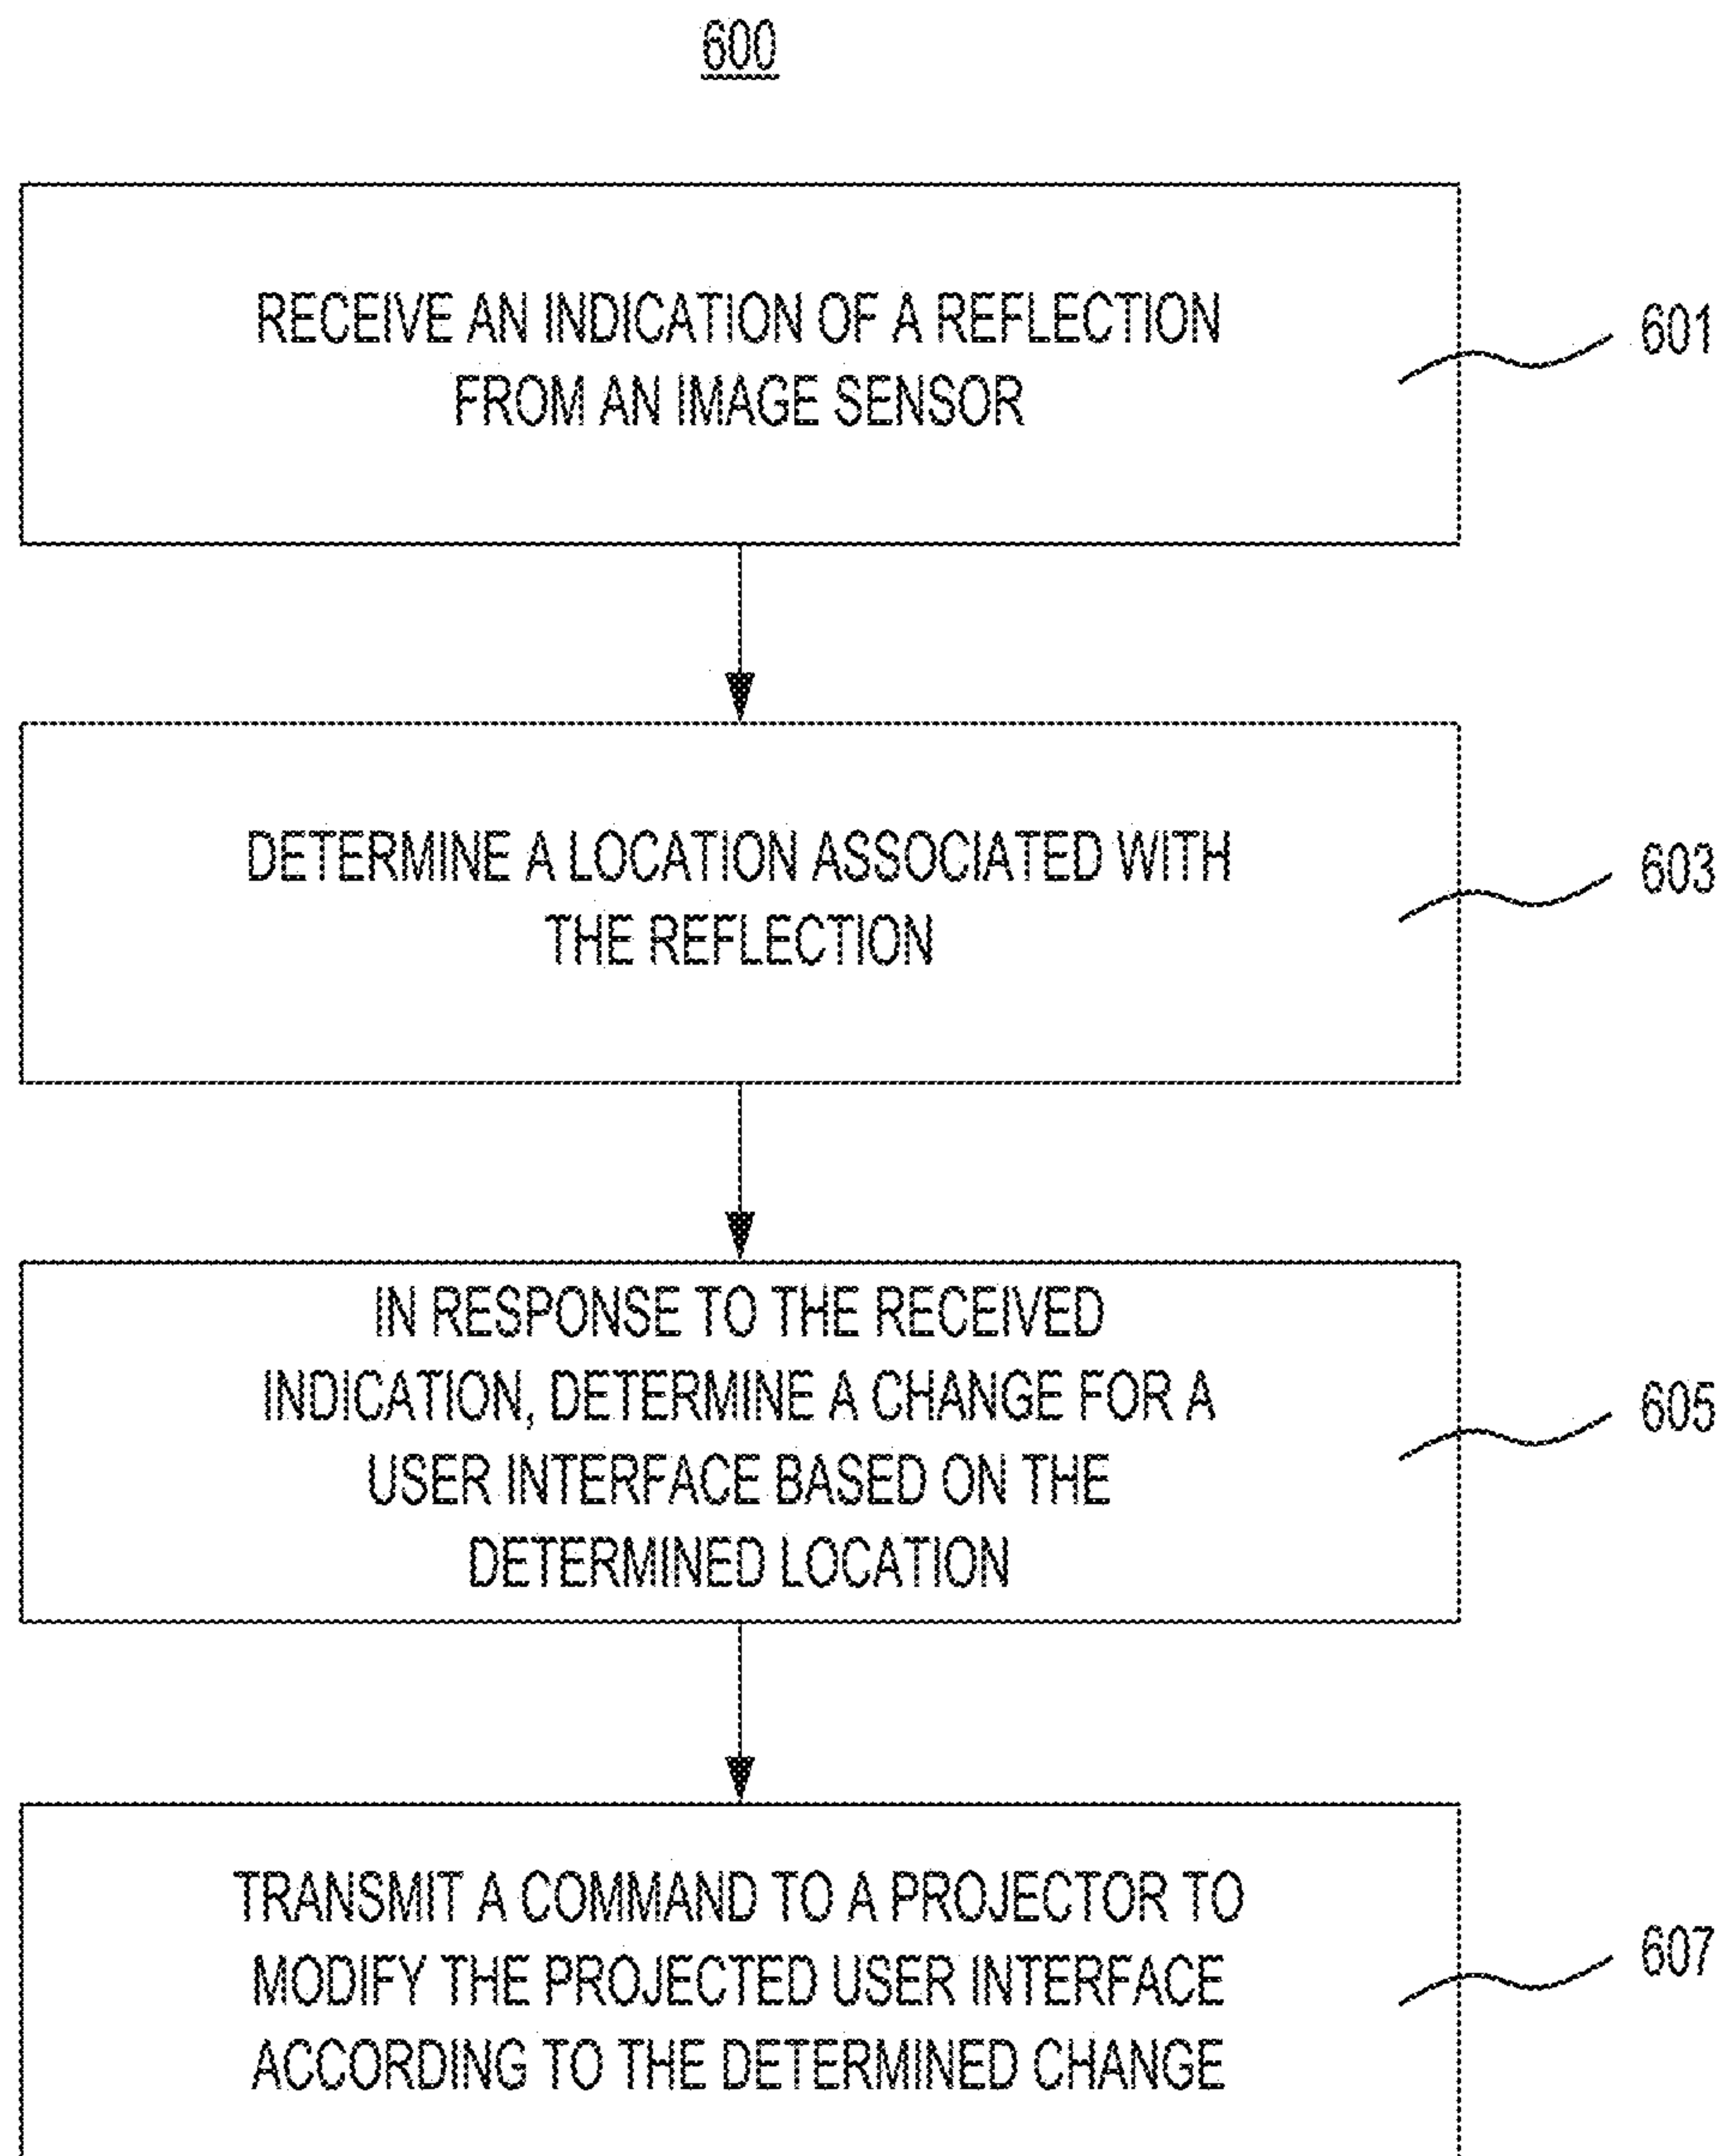 600
RECEIVE AN INDICATION OF A REFLECTION
FROM AN IMAGE SENSOR
601
DETERMINE A LOCATION ASSOCIATED WITH
THE REFLECTION
603
IN RESPONSE TO THE RECEIVED
INDICATION, DETERMINE A CHANGE FOR A
USER INTERFACE BASED ON THE
DETERMINED LOCATION
605
TRANSMIT A COMMAND TO A PROJECTOR TO
MODIFY THE PROJECTED USER INTERFACE
ACCORDING TO THE DETERMINED CHANGE
607